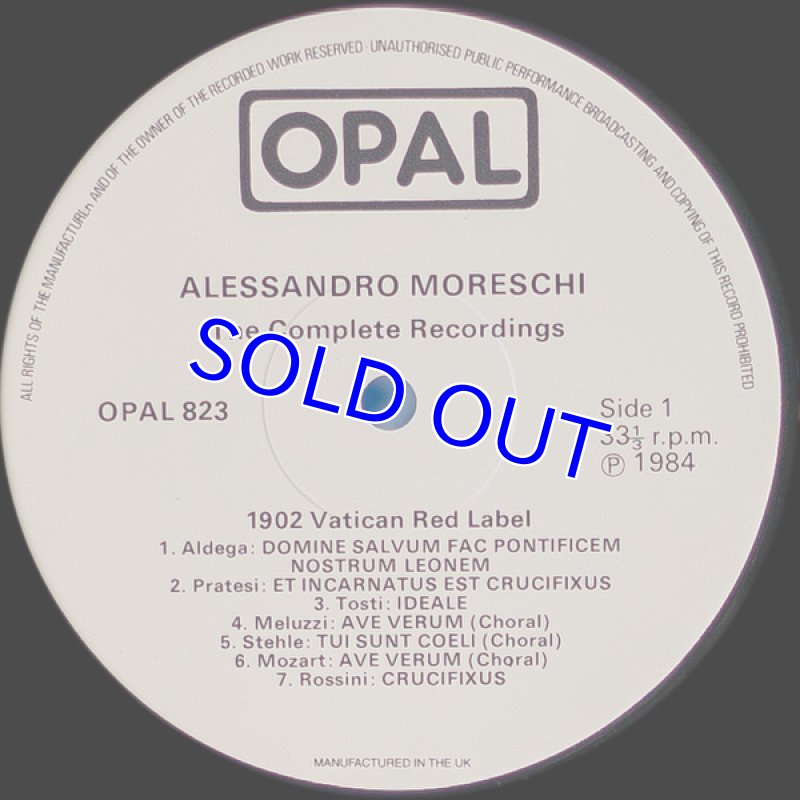 ALL RIGHTS OF THE MANUFACTURER AND OF THE OWNER OF THE RECORDED WORK RESERVED · UNAUTHORISED PUBLIC PERFORMANCE BROADCASTING AND COPYING OF THIS RECORD PROHIBITED
OPAL
ALESSANDRO MORESCHI
The Complete Recordings
SOLD OUT
OPAL 823
Side 1
33⅓ r.p.m.
℗ 1984
1902 Vatican Red Label
1. Aldega: DOMINE SALVUM FAC PONTIFICEM
NOSTRUM LEONEM
2. Pratesi: ET INCARNATUS EST CRUCIFIXUS
3. Tosti: IDEALE
4. Meluzzi: AVE VERUM (Choral)
5. Stehle: TUI SUNT COELI (Choral)
6. Mozart: AVE VERUM (Choral)
7. Rossini: CRUCIFIXUS
MANUFACTURED IN THE UK